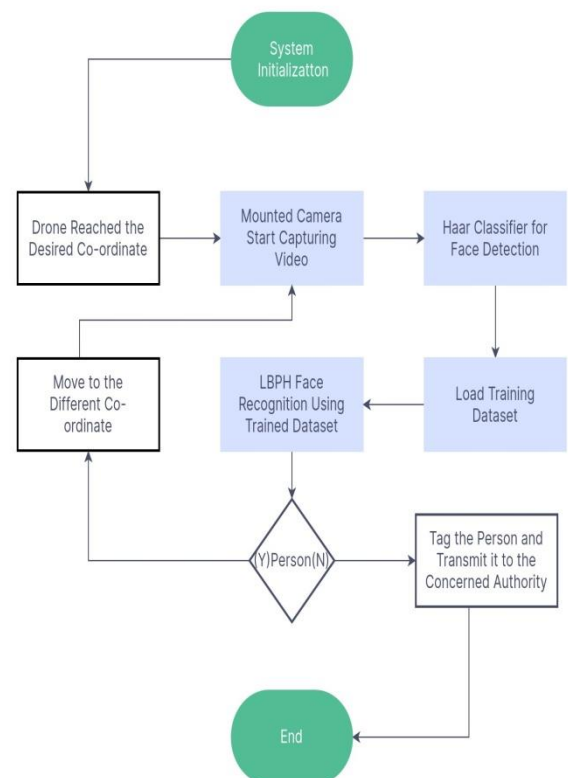 System
Initializatton
Drone Reached the
Desired Co-ordinate
Mounted Camera
Start Capturing
Video
Haar Classifier for
Face Detection
Move to the
Different Co-
ordinate
LBPH Face
Recognition Using
Trained Dataset
Load Training
Dataset
(Y)Person(N)
Tag the Person and
Transmit it to the
Concerned Authority
End